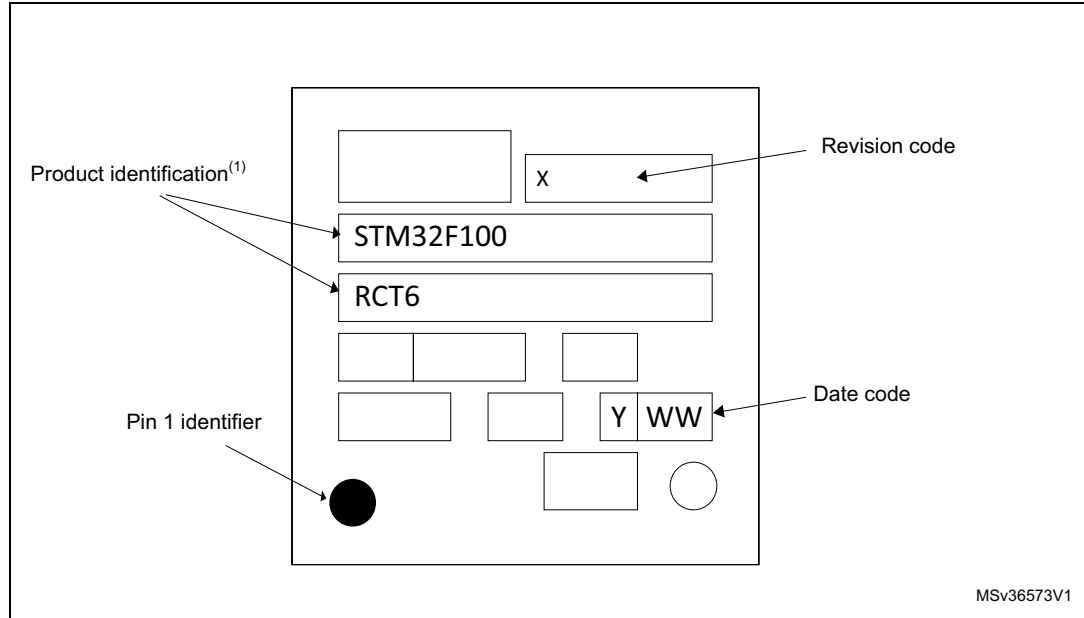 Revision code
X
Product identification(1)
STM32F100
RCT6
Date code
Y WW
Pin 1 identifier
MSv36573V1